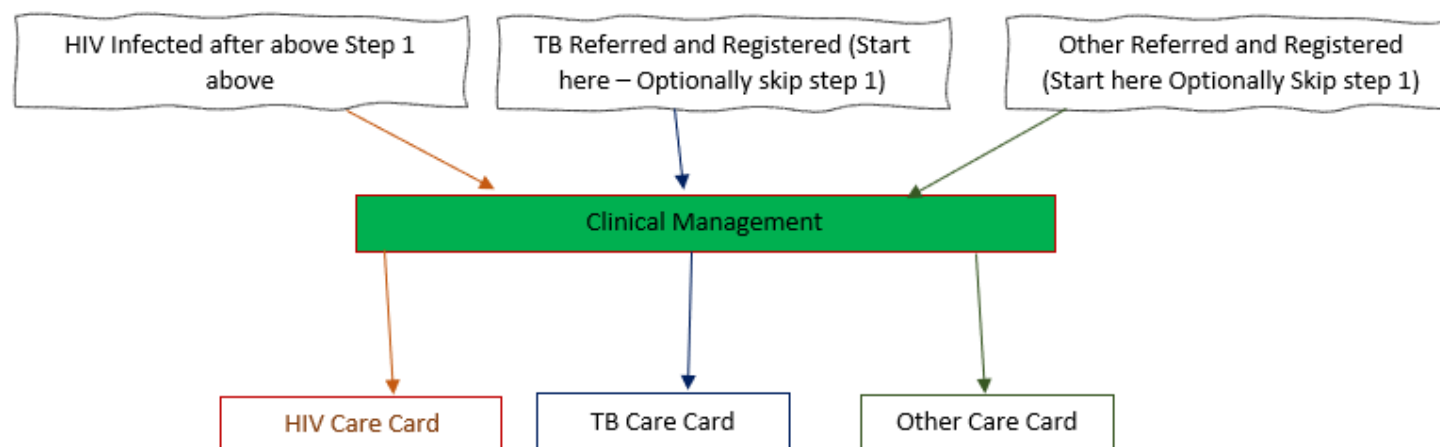 HIV Infected after above Step 1
above
TB Referred and Registered (Start
here – Optionally skip step 1)
Other Referred and Registered
(Start here Optionally Skip step 1)
Clinical Management
HIV Care Card
TB Care Card
Other Care Card